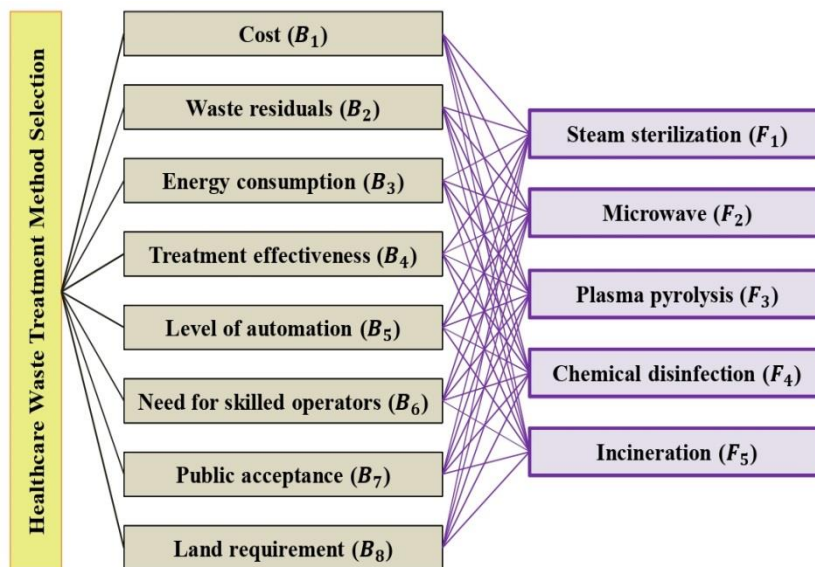 Healthcare Waste Treatment Method Selection
Cost (B₁)
Waste residuals (B₂)
Energy consumption (B₃)
Treatment effectiveness (B₄)
Level of automation (B₅)
Need for skilled operators (B₆)
Public acceptance (B₇)
Land requirement (B₈)
Steam sterilization (F₁)
Microwave (F₂)
Plasma pyrolysis (F₃)
Chemical disinfection (F₄)
Incineration (F₅)